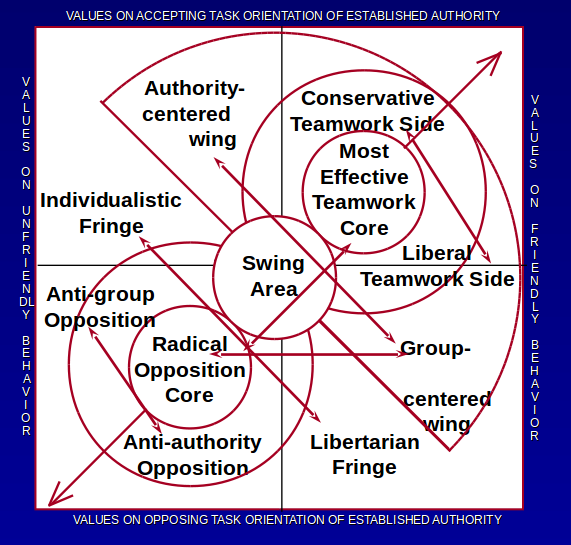 VALUES ON ACCEPTING TASK ORIENTATION OF ESTABLISHED AUTHORITY
VALUES ON UNFRIENDLY BEHAVIOR
Authority-
centered
wing
Conservative
Teamwork Side
Most
Effective
Teamwork
Core
Individualistic
Fringe
Liberal
Teamwork Side
Swing
Area
Anti-group
Opposition
Radical
Opposition
Core
Group-
centered
wing
Anti-authority
Opposition
Libertarian
Fringe
VALUES ON FRIENDLY BEHAVIOR
VALUES ON OPPOSING TASK ORIENTATION OF ESTABLISHED AUTHORITY